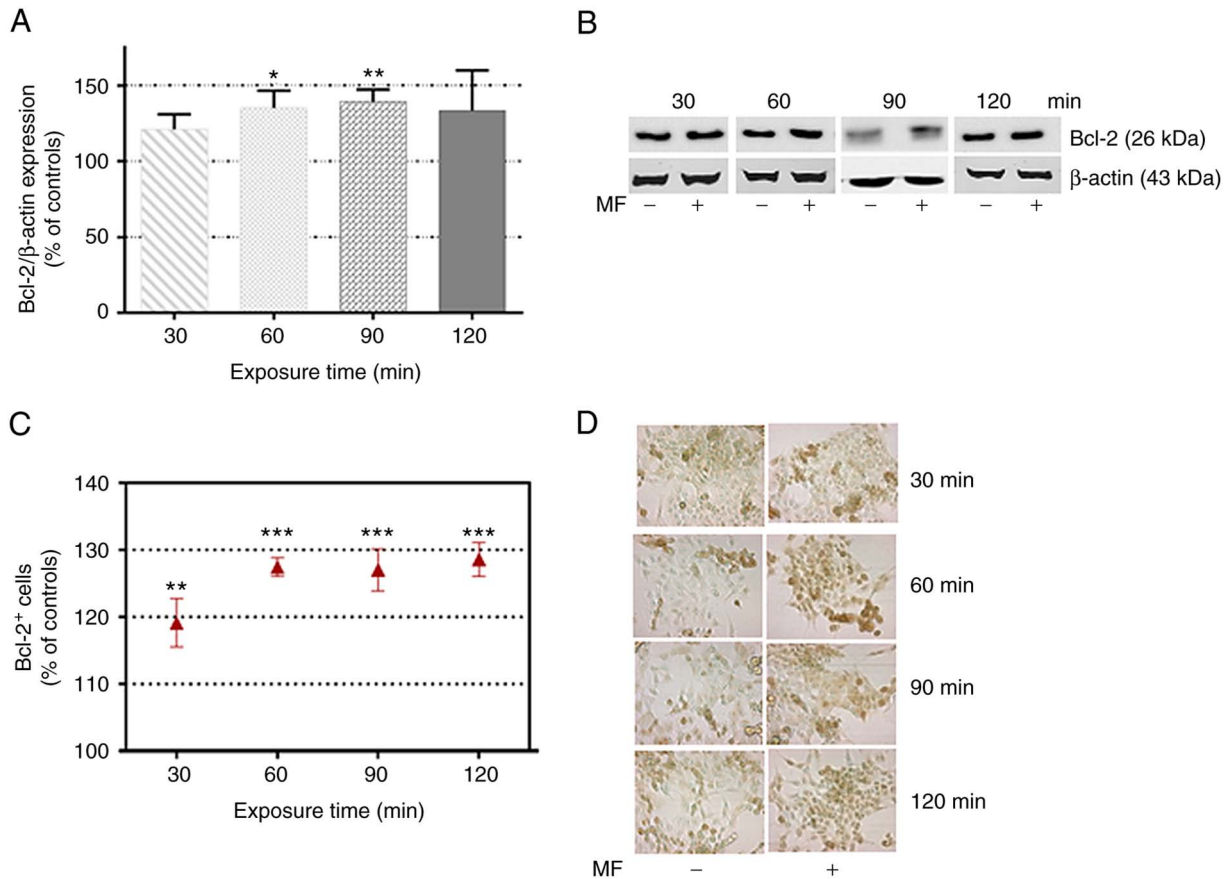 A
Bcl-2/β-actin expression
(% of controls)
150
100
50
0
*
**
30 60 90 120
Exposure time (min)
B
30 60 90 120 min
Bcl-2 (26 kDa)
β-actin (43 kDa)
MF − + − + − + − +
C
Bcl-2⁺ cells
(% of controls)
140
130
120
110
100
**
***
***
***
30 60 90 120
Exposure time (min)
D
30 min
60 min
90 min
120 min
MF − +